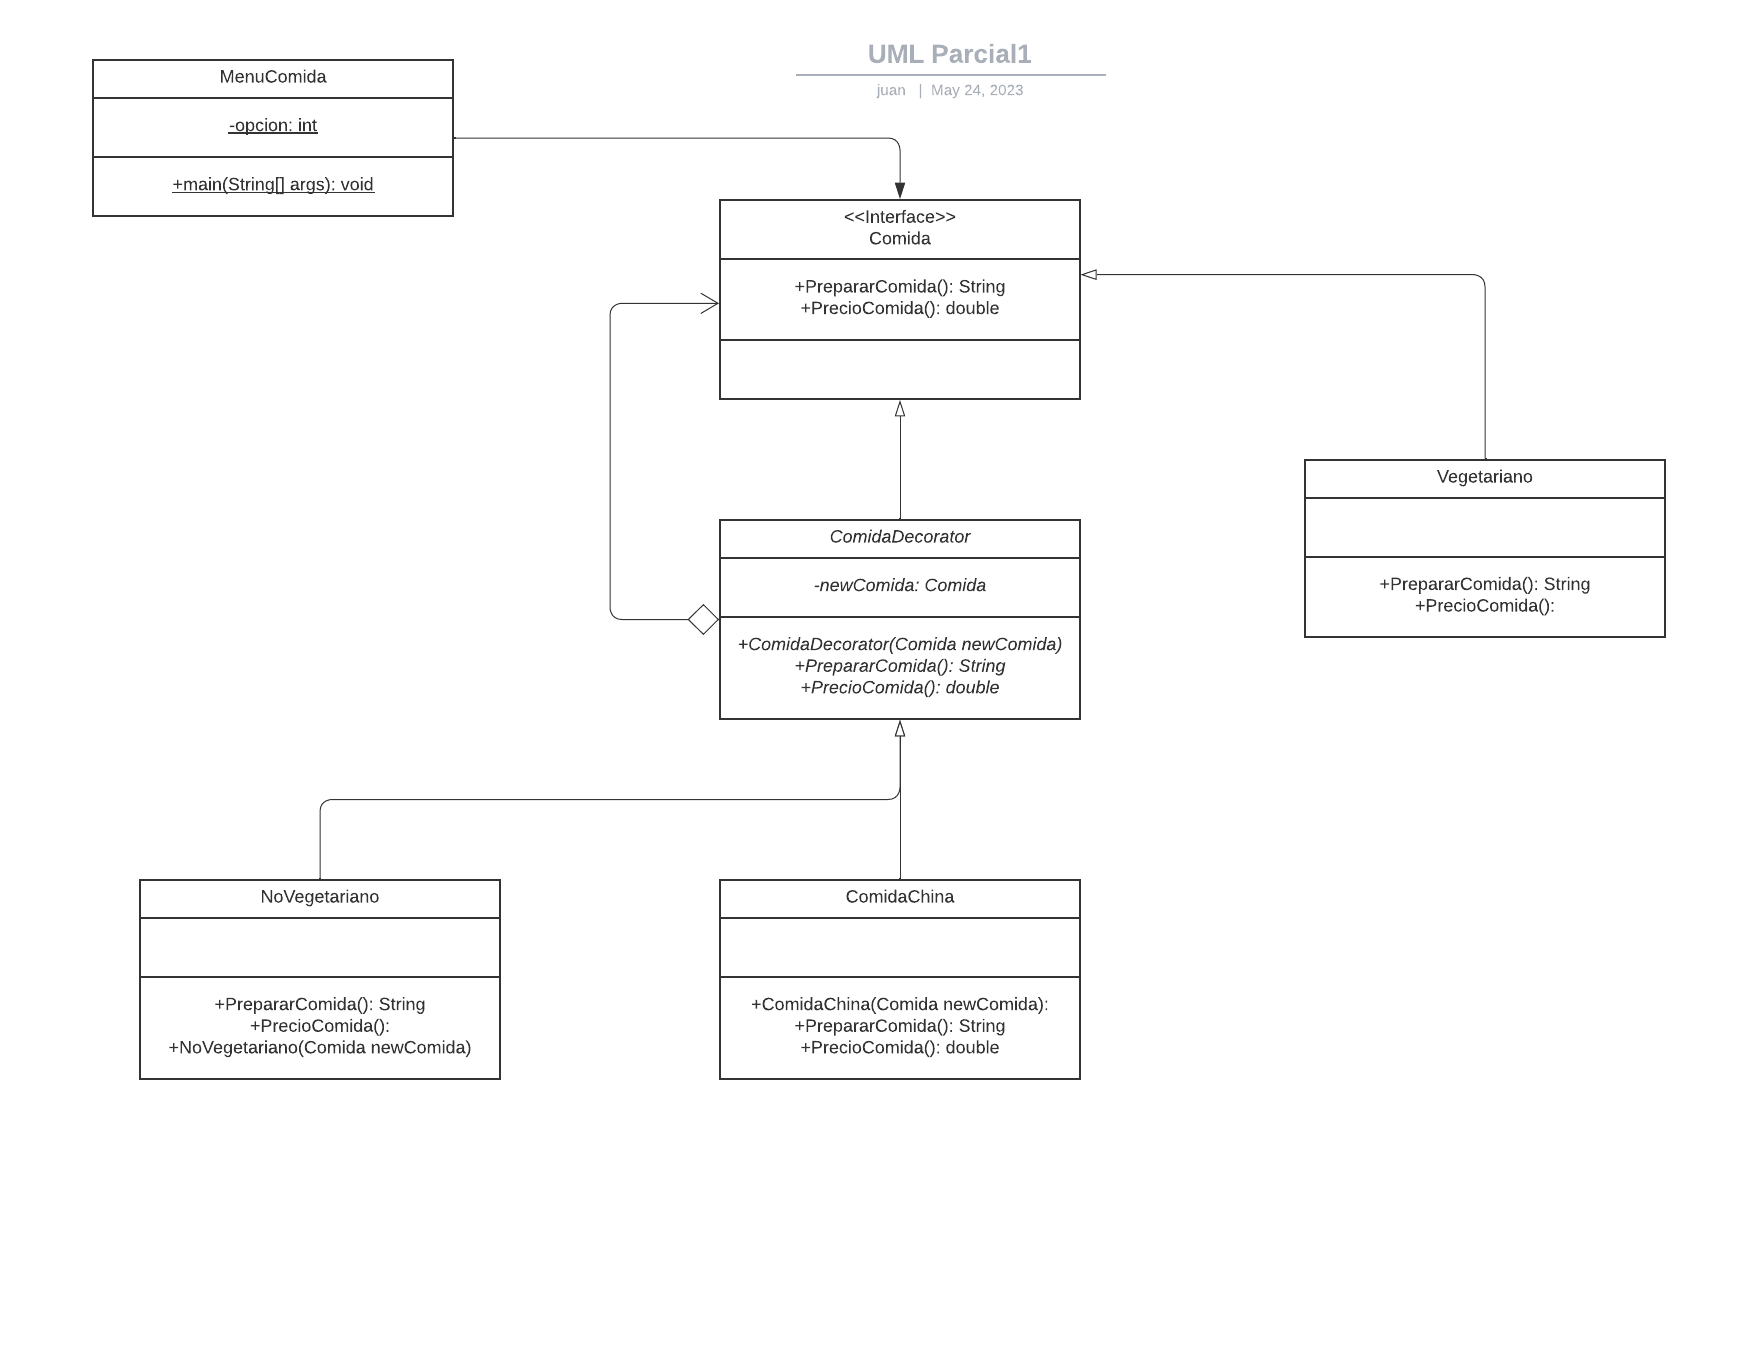 UML Parcial1
juan | May 24, 2023
MenuComida
-opcion: int
+main(String[] args): void
<<Interface>>
Comida
+PrepararComida(): String
+PrecioComida(): double
Vegetariano
+PrepararComida(): String
+PrecioComida():
ComidaDecorator
-newComida: Comida
+ComidaDecorator(Comida newComida)
+PrepararComida(): String
+PrecioComida(): double
NoVegetariano
+PrepararComida(): String
+PrecioComida():
+NoVegetariano(Comida newComida)
ComidaChina
+ComidaChina(Comida newComida):
+PrepararComida(): String
+PrecioComida(): double